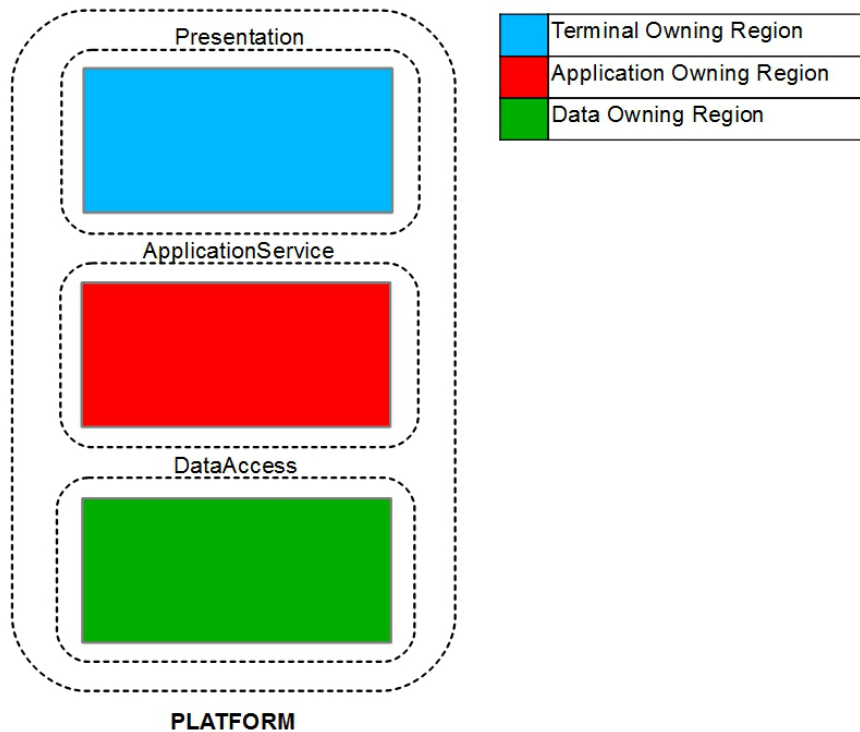 Presentation
Terminal Owning Region
Application Owning Region
Data Owning Region
ApplicationService
DataAccess
PLATFORM